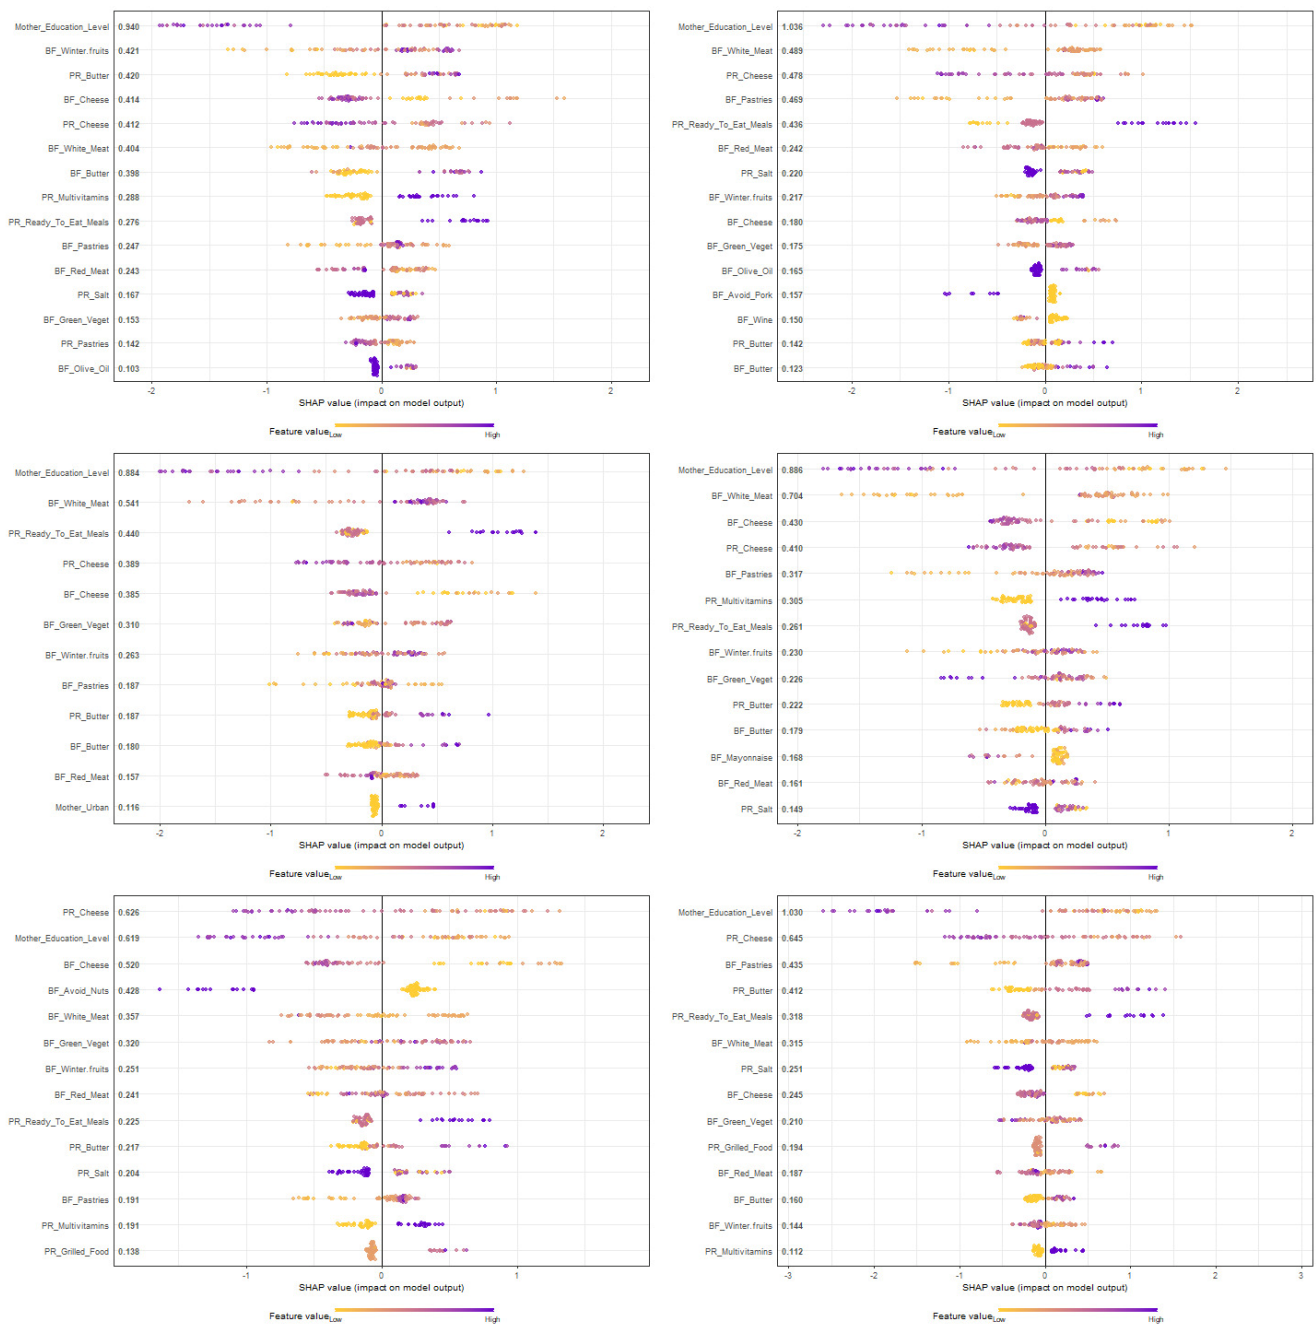 Mother_Education_Level 0.940
BF_Winter.fruits 0.421
PR_Butter 0.420
BF_Cheese 0.414
PR_Cheese 0.412
BF_White_Meat 0.404
BF_Butter 0.398
PR_Multivitamins 0.288
PR_Ready_To_Eat_Meals 0.276
BF_Pastries 0.247
BF_Red_Meat 0.243
PR_Salt 0.167
BF_Green_Veget 0.153
PR_Pastries 0.142
BF_Olive_Oil 0.103
-2 -1 0 1 2
SHAP value (impact on model output)
Feature value Low High
Mother_Education_Level 1.036
BF_White_Meat 0.489
PR_Cheese 0.478
BF_Pastries 0.469
PR_Ready_To_Eat_Meals 0.436
BF_Red_Meat 0.242
PR_Salt 0.220
BF_Winter.fruits 0.217
BF_Cheese 0.180
BF_Green_Veget 0.175
BF_Olive_Oil 0.165
BF_Avoid_Pork 0.157
BF_Wine 0.150
PR_Butter 0.142
BF_Butter 0.123
-2 -1 0 1 2
SHAP value (impact on model output)
Feature value Low High
Mother_Education_Level 0.884
BF_White_Meat 0.541
PR_Ready_To_Eat_Meals 0.440
PR_Cheese 0.389
BF_Cheese 0.385
BF_Green_Veget 0.310
BF_Winter.fruits 0.263
BF_Pastries 0.187
PR_Butter 0.187
BF_Butter 0.180
BF_Red_Meat 0.157
Mother_Urban 0.116
-2 -1 0 1 2
SHAP value (impact on model output)
Feature value Low High
Mother_Education_Level 0.886
BF_White_Meat 0.704
BF_Cheese 0.430
PR_Cheese 0.410
BF_Pastries 0.317
PR_Multivitamins 0.305
PR_Ready_To_Eat_Meals 0.261
BF_Winter.fruits 0.230
BF_Green_Veget 0.226
PR_Butter 0.222
BF_Butter 0.179
BF_Mayonnaise 0.168
BF_Red_Meat 0.161
PR_Salt 0.149
-2 -1 0 1 2
SHAP value (impact on model output)
Feature value Low High
PR_Cheese 0.626
Mother_Education_Level 0.619
BF_Cheese 0.520
BF_Avoid_Nuts 0.428
BF_White_Meat 0.357
BF_Green_Veget 0.320
BF_Winter.fruits 0.251
BF_Red_Meat 0.241
PR_Ready_To_Eat_Meals 0.225
PR_Butter 0.217
PR_Salt 0.204
BF_Pastries 0.191
PR_Multivitamins 0.191
PR_Grilled_Food 0.138
-1 0 1
SHAP value (impact on model output)
Feature value Low High
Mother_Education_Level 1.030
PR_Cheese 0.645
BF_Pastries 0.435
PR_Butter 0.412
PR_Ready_To_Eat_Meals 0.318
BF_White_Meat 0.315
PR_Salt 0.251
BF_Cheese 0.245
BF_Green_Veget 0.210
PR_Grilled_Food 0.194
BF_Red_Meat 0.187
BF_Butter 0.160
BF_Winter.fruits 0.144
PR_Multivitamins 0.112
-3 -2 -1 0 1 2 3
SHAP value (impact on model output)
Feature value Low High